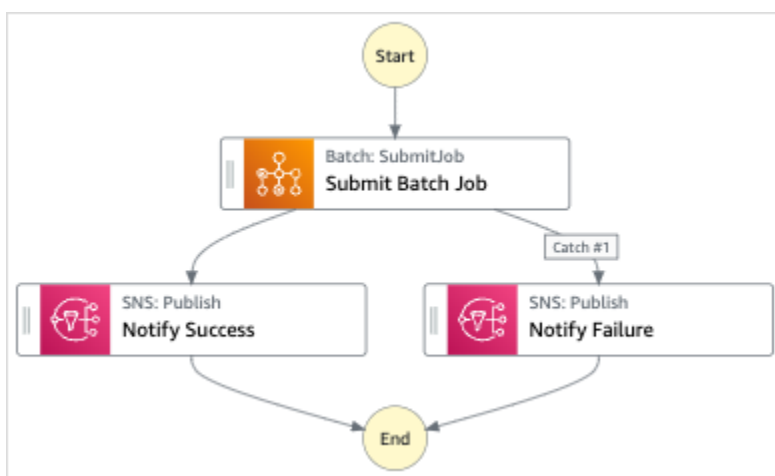 Start
Batch: SubmitJob
Submit Batch Job
Catch #1
SNS: Publish
Notify Success
SNS: Publish
Notify Failure
End